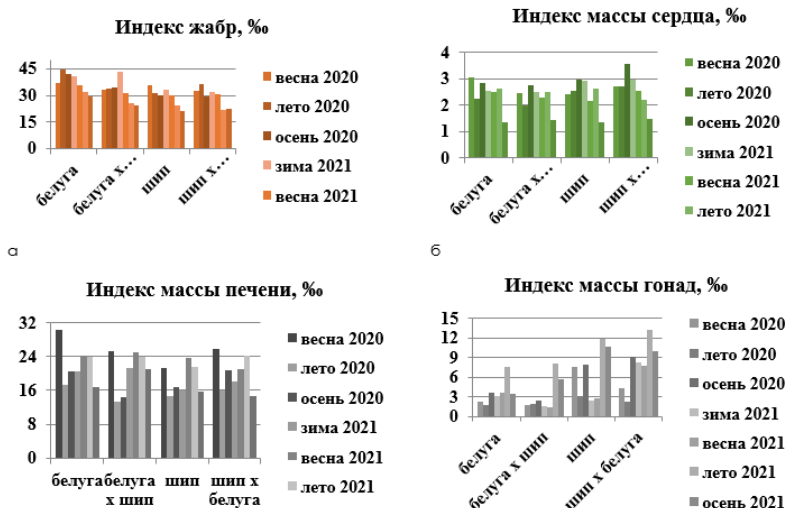 Индекс жабр, ‰
45
30
15
0
белуга
белуга х…
шип
шип х…
весна 2020
лето 2020
осень 2020
зима 2021
весна 2021
а
Индекс массы сердца, ‰
4
3
2
1
0
белуга
белуга х…
шип
шип х…
весна 2020
лето 2020
осень 2020
зима 2021
весна 2021
лето 2021
б
Индекс массы печени, ‰
32
24
16
8
0
белуга
белуга
х шип
шип
шип х
белуга
весна 2020
лето 2020
осень 2020
зима 2021
весна 2021
лето 2021
Индекс массы гонад, ‰
15
12
9
6
3
0
белуга
белуга х шип
шип
шип х белуга
весна 2020
лето 2020
осень 2020
зима 2021
весна 2021
лето 2021
осень 2021